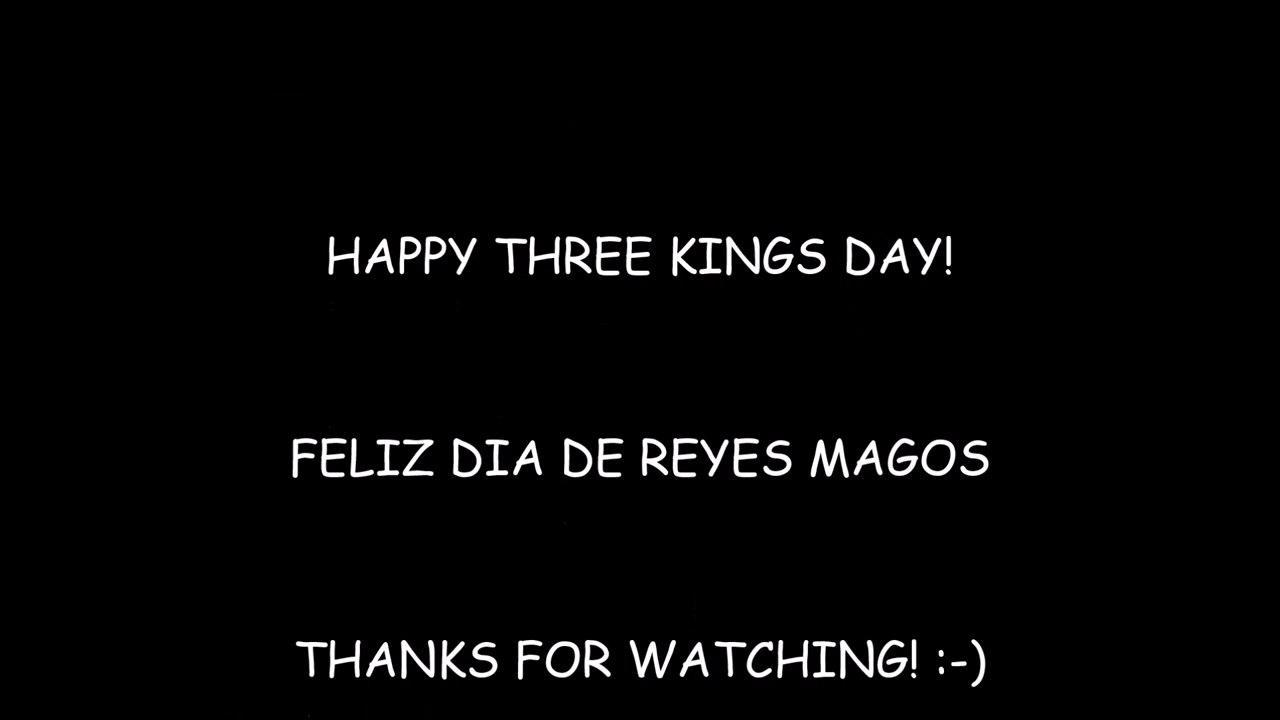 HAPPY THREE KINGS DAY!
FELIZ DIA DE REYES MAGOS
THANKS FOR WATCHING! :-)